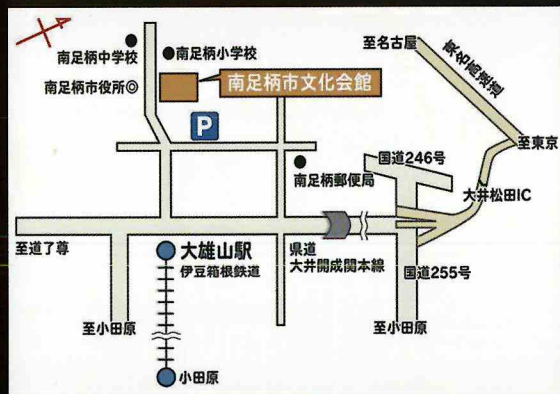 南足柄中学校
南足柄小学校
南足柄市役所◎
南足柄市文化会館
P
至名古屋
東名高速道
至東京
国道246号
大井松田IC
南足柄郵便局
至道了尊
大雄山駅
伊豆箱根鉄道
県道
大井開成関本線
国道255号
至小田原
至小田原
小田原